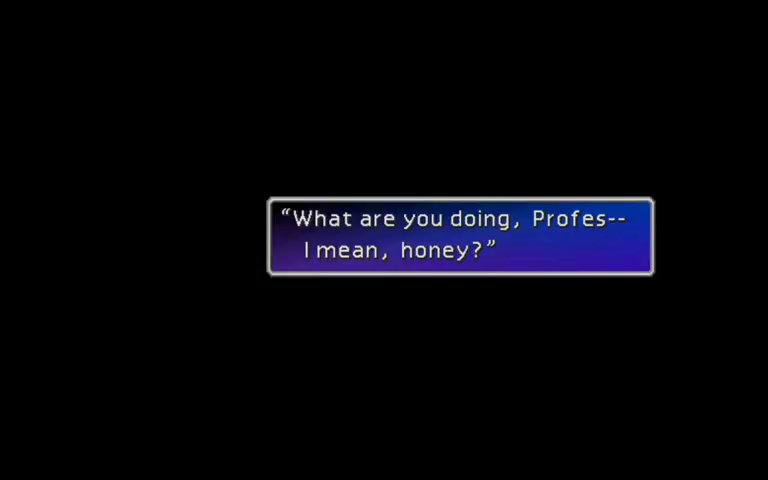 “What are you doing, Profes--
I mean, honey?”